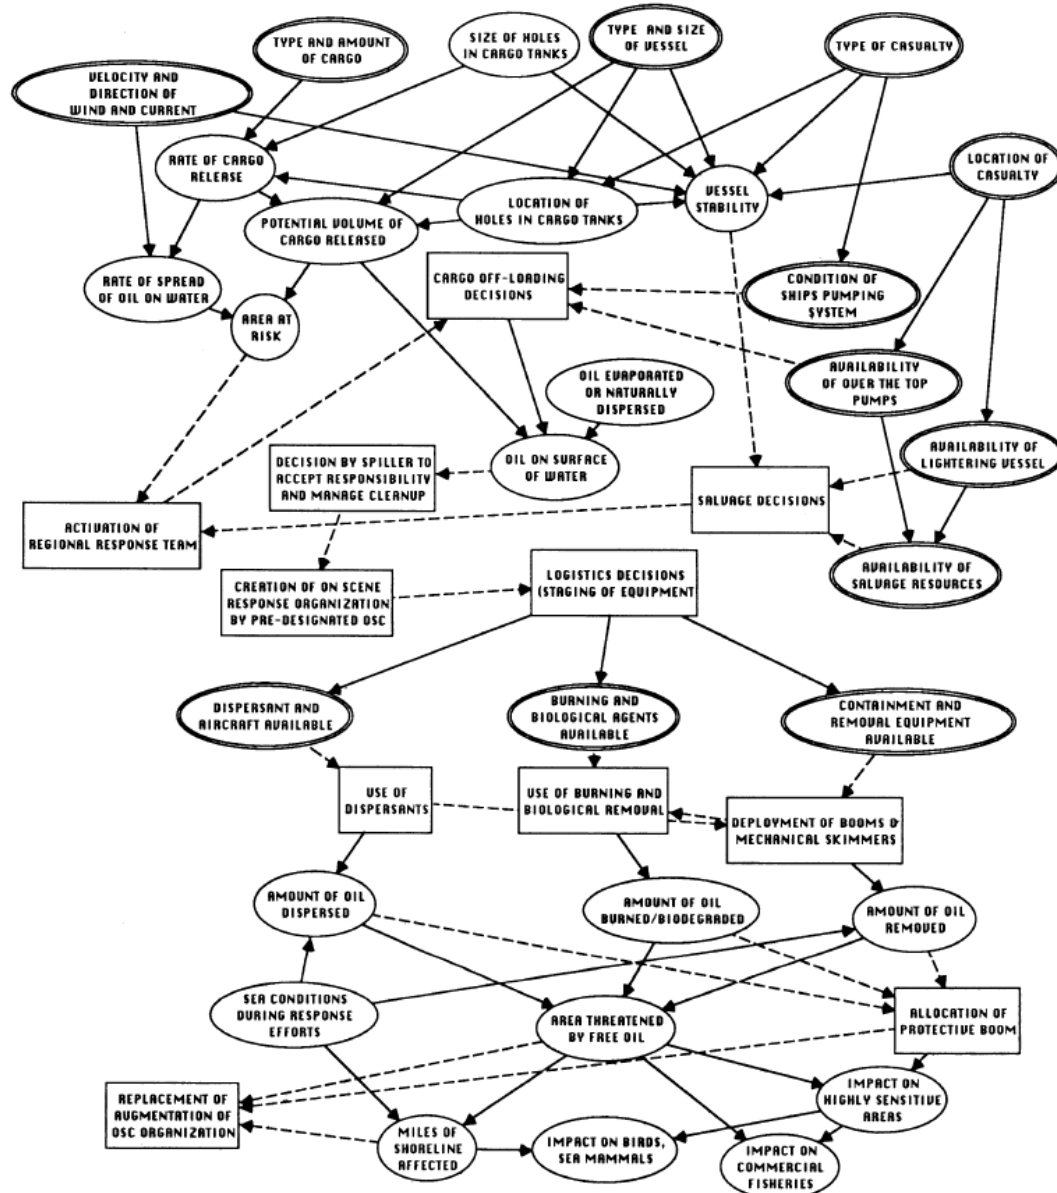 TYPE AND AMOUNT
OF CARGO
SIZE OF HOLES
IN CARGO TANKS
TYPE AND SIZE
OF VESSEL
TYPE OF CASUALTY
VELOCITY AND
DIRECTION OF
WIND AND CURRENT
RATE OF CARGO
RELEASE
LOCATION OF
HOLES IN CARGO TANKS
VESSEL
STABILITY
LOCATION OF
CASUALTY
POTENTIAL VOLUME OF
CARGO RELEASED
RATE OF SPREAD
OF OIL ON WATER
AREA AT
RISK
CARGO OFF-LOADING
DECISIONS
CONDITION OF
SHIPS PUMPING
SYSTEM
OIL EVAPORATED
OR NATURALLY
DISPERSED
AVAILABILITY
OF OVER THE TOP
PUMPS
DECISION BY SPILLER TO
ACCEPT RESPONSIBILITY
AND MANAGE CLEANUP
OIL ON SURFACE
OF WATER
AVAILABILITY OF
LIGHTERING VESSEL
SALVAGE DECISIONS
ACTIVATION OF
REGIONAL RESPONSE TEAM
AVAILABILITY OF
SALVAGE RESOURCES
CREATION OF ON SCENE
RESPONSE ORGANIZATION
BY PRE-DESIGNATED OSC
LOGISTICS DECISIONS
(STAGING OF EQUIPMENT
DISPERSANT AND
AIRCRAFT AVAILABLE
BURNING AND
BIOLOGICAL AGENTS
AVAILABLE
CONTAINMENT AND
REMOVAL EQUIPMENT
AVAILABLE
USE OF
DISPERSANTS
USE OF BURNING AND
BIOLOGICAL REMOVAL
DEPLOYMENT OF BOOMS &
MECHANICAL SKIMMERS
AMOUNT OF OIL
DISPERSED
AMOUNT OF OIL
BURNED/BIODEGRADED
AMOUNT OF OIL
REMOVED
SEA CONDITIONS
DURING RESPONSE
EFFORTS
AREA THREATENED
BY FREE OIL
ALLOCATION OF
PROTECTIVE BOOM
REPLACEMENT OF
AUGMENTATION OF
OSC ORGANIZATION
MILES OF
SHORELINE
AFFECTED
IMPACT ON BIRDS,
SEA MAMMALS
IMPACT ON
HIGHLY SENSITIVE
AREAS
IMPACT ON
COMMERCIAL
FISHERIES